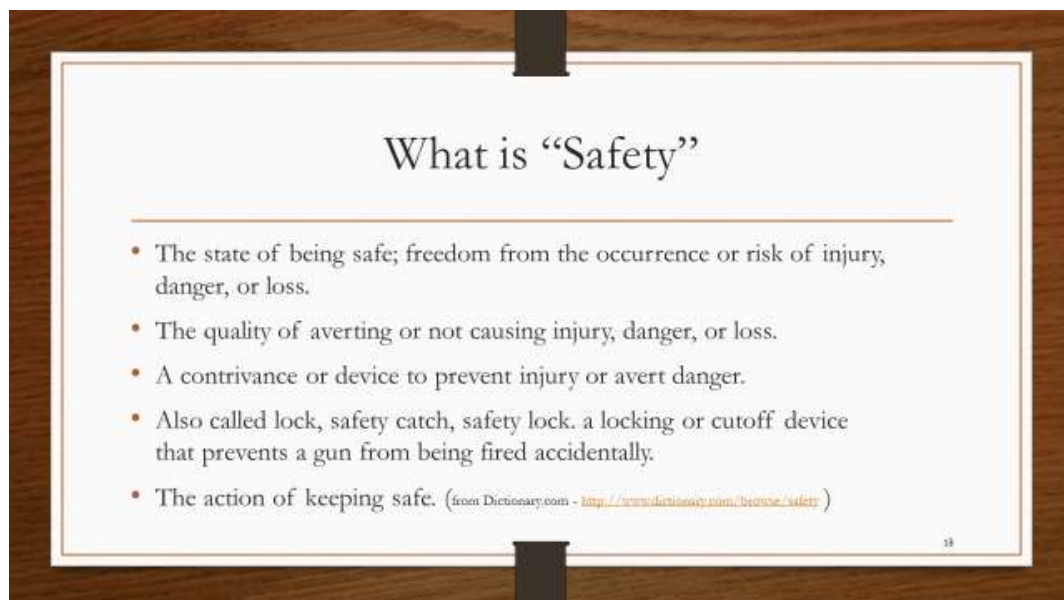 What is “Safety”
• The state of being safe; freedom from the occurrence or risk of injury,
danger, or loss.
• The quality of averting or not causing injury, danger, or loss.
• A contrivance or device to prevent injury or avert danger.
• Also called lock, safety catch, safety lock. a locking or cutoff device
that prevents a gun from being fired accidentally.
• The action of keeping safe. (from Dictionary.com - http://www.dictionary.com/browse/safety )
18